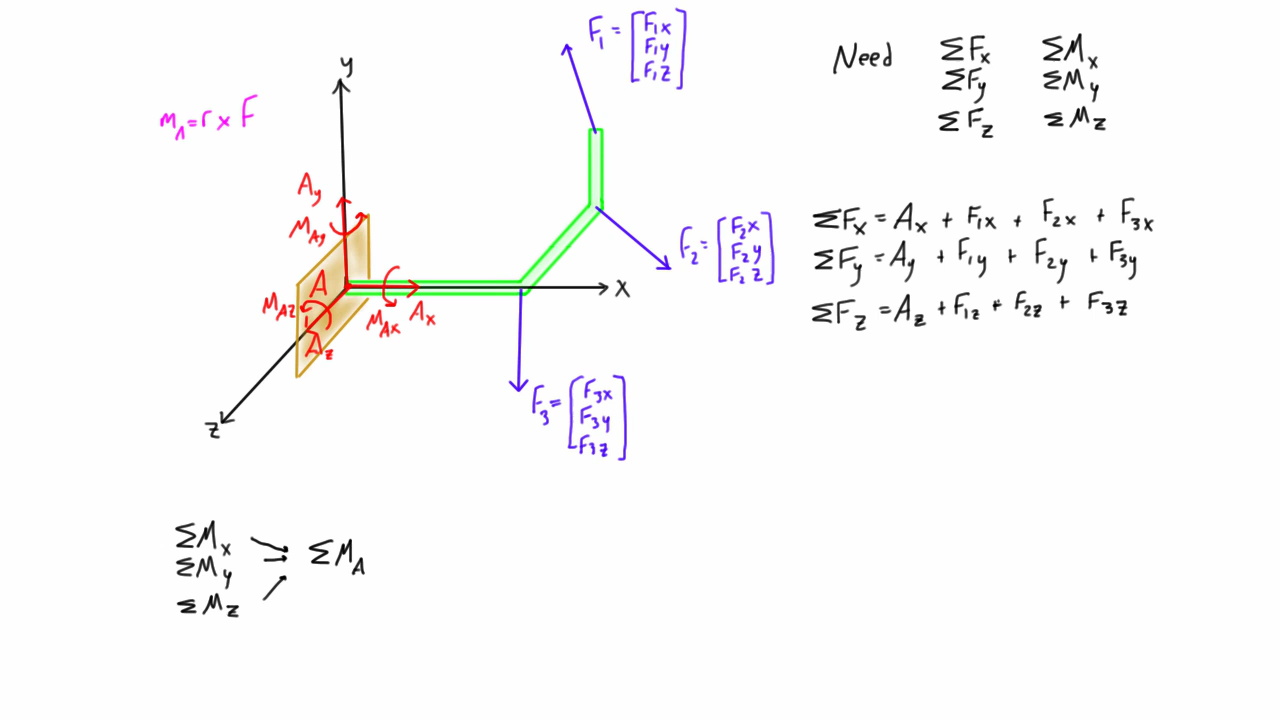 F₁ = [F₁x
F₁y
F₁z]
Need ΣFx ΣMx
ΣFy ΣMy
ΣFz ΣMz
y
mA = r x F
Ay
MAy
F₂ = [F₂x
F₂y
F₂z]
ΣFx = Ax + F₁x + F₂x + F₃x
ΣFy = Ay + F₁y + F₂y + F₃y
ΣFz = Az + F₁z + F₂z + F₃z
A
x
MAz
MAx
Ax
Az
z
F₃ = [F₃x
F₃y
F₃z]
ΣMx
ΣMy
ΣMz
ΣMA